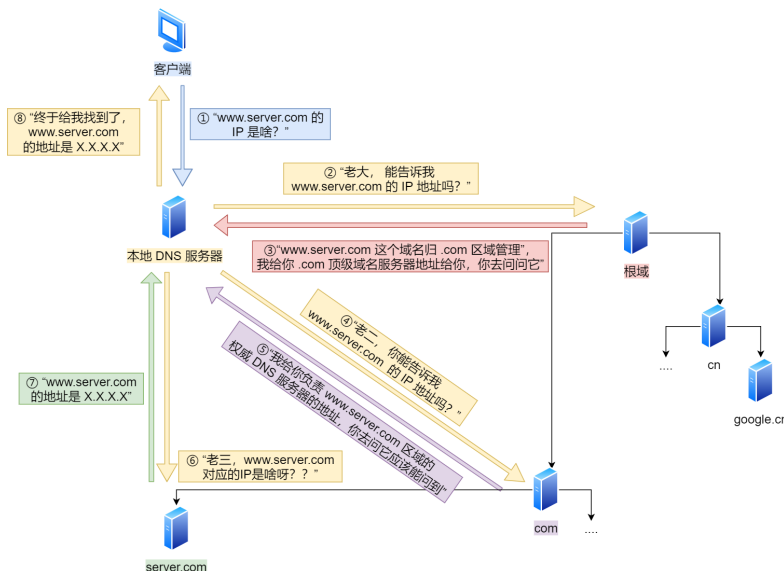 客户端
⑧ “终于给我找到了，
www.server.com
的地址是 X.X.X.X”
① “www.server.com 的
IP 是啥？”
② “老大， 能告诉我
www.server.com 的 IP 地址吗？”
本地 DNS 服务器
③“www.server.com 这个域名归 .com 区域管理”，
我给你 .com 顶级域名服务器地址给你，你去问问它”
根域
④“老二， 你能告诉我
www.server.com 的 IP 地址吗？”
⑤“我给你负责 www.server.com 区域的
权威 DNS 服务器的地址，你去问它应该能问到”
....
cn
google.cn
⑦ “www.server.com
的地址是 X.X.X.X”
⑥ “老三，www.server.com
对应的IP是啥呀？？”
com
....
server.com